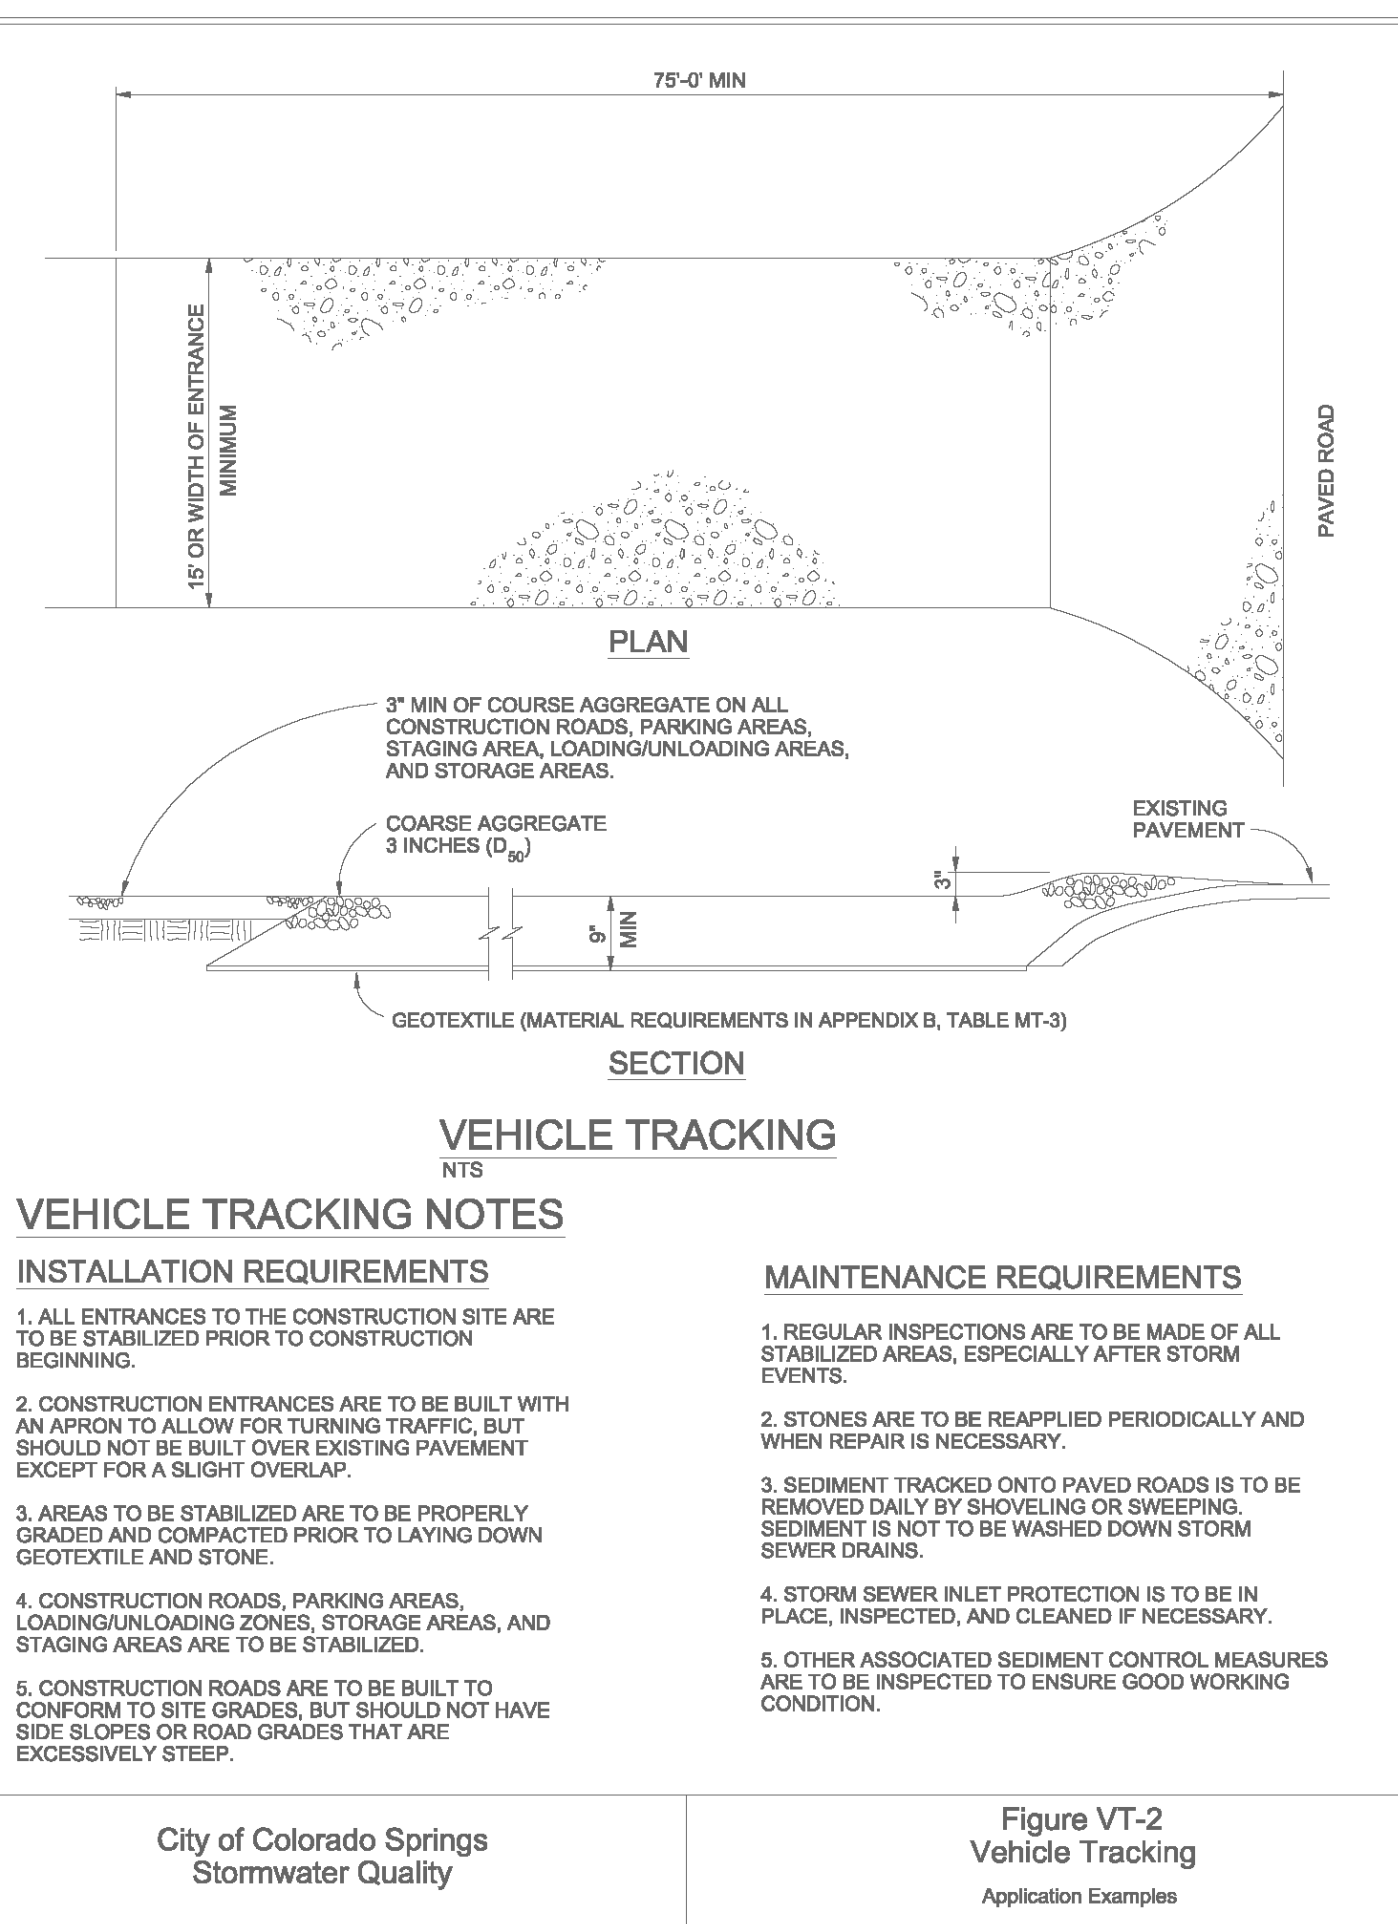 75'-0' MIN
15' OR WIDTH OF ENTRANCE
MINIMUM
PAVED ROAD
PLAN
3" MIN OF COURSE AGGREGATE ON ALL
CONSTRUCTION ROADS, PARKING AREAS,
STAGING AREA, LOADING/UNLOADING AREAS,
AND STORAGE AREAS.
COARSE AGGREGATE
3 INCHES (D50)
EXISTING
PAVEMENT
3"
9"
MIN
GEOTEXTILE (MATERIAL REQUIREMENTS IN APPENDIX B, TABLE MT-3)
SECTION
VEHICLE TRACKING
NTS
VEHICLE TRACKING NOTES
INSTALLATION REQUIREMENTS
1. ALL ENTRANCES TO THE CONSTRUCTION SITE ARE
TO BE STABILIZED PRIOR TO CONSTRUCTION
BEGINNING.
2. CONSTRUCTION ENTRANCES ARE TO BE BUILT WITH
AN APRON TO ALLOW FOR TURNING TRAFFIC, BUT
SHOULD NOT BE BUILT OVER EXISTING PAVEMENT
EXCEPT FOR A SLIGHT OVERLAP.
3. AREAS TO BE STABILIZED ARE TO BE PROPERLY
GRADED AND COMPACTED PRIOR TO LAYING DOWN
GEOTEXTILE AND STONE.
4. CONSTRUCTION ROADS, PARKING AREAS,
LOADING/UNLOADING ZONES, STORAGE AREAS, AND
STAGING AREAS ARE TO BE STABILIZED.
5. CONSTRUCTION ROADS ARE TO BE BUILT TO
CONFORM TO SITE GRADES, BUT SHOULD NOT HAVE
SIDE SLOPES OR ROAD GRADES THAT ARE
EXCESSIVELY STEEP.
MAINTENANCE REQUIREMENTS
1. REGULAR INSPECTIONS ARE TO BE MADE OF ALL
STABILIZED AREAS, ESPECIALLY AFTER STORM
EVENTS.
2. STONES ARE TO BE REAPPLIED PERIODICALLY AND
WHEN REPAIR IS NECESSARY.
3. SEDIMENT TRACKED ONTO PAVED ROADS IS TO BE
REMOVED DAILY BY SHOVELING OR SWEEPING.
SEDIMENT IS NOT TO BE WASHED DOWN STORM
SEWER DRAINS.
4. STORM SEWER INLET PROTECTION IS TO BE IN
PLACE, INSPECTED, AND CLEANED IF NECESSARY.
5. OTHER ASSOCIATED SEDIMENT CONTROL MEASURES
ARE TO BE INSPECTED TO ENSURE GOOD WORKING
CONDITION.
City of Colorado Springs
Stormwater Quality
Figure VT-2
Vehicle Tracking
Application Examples